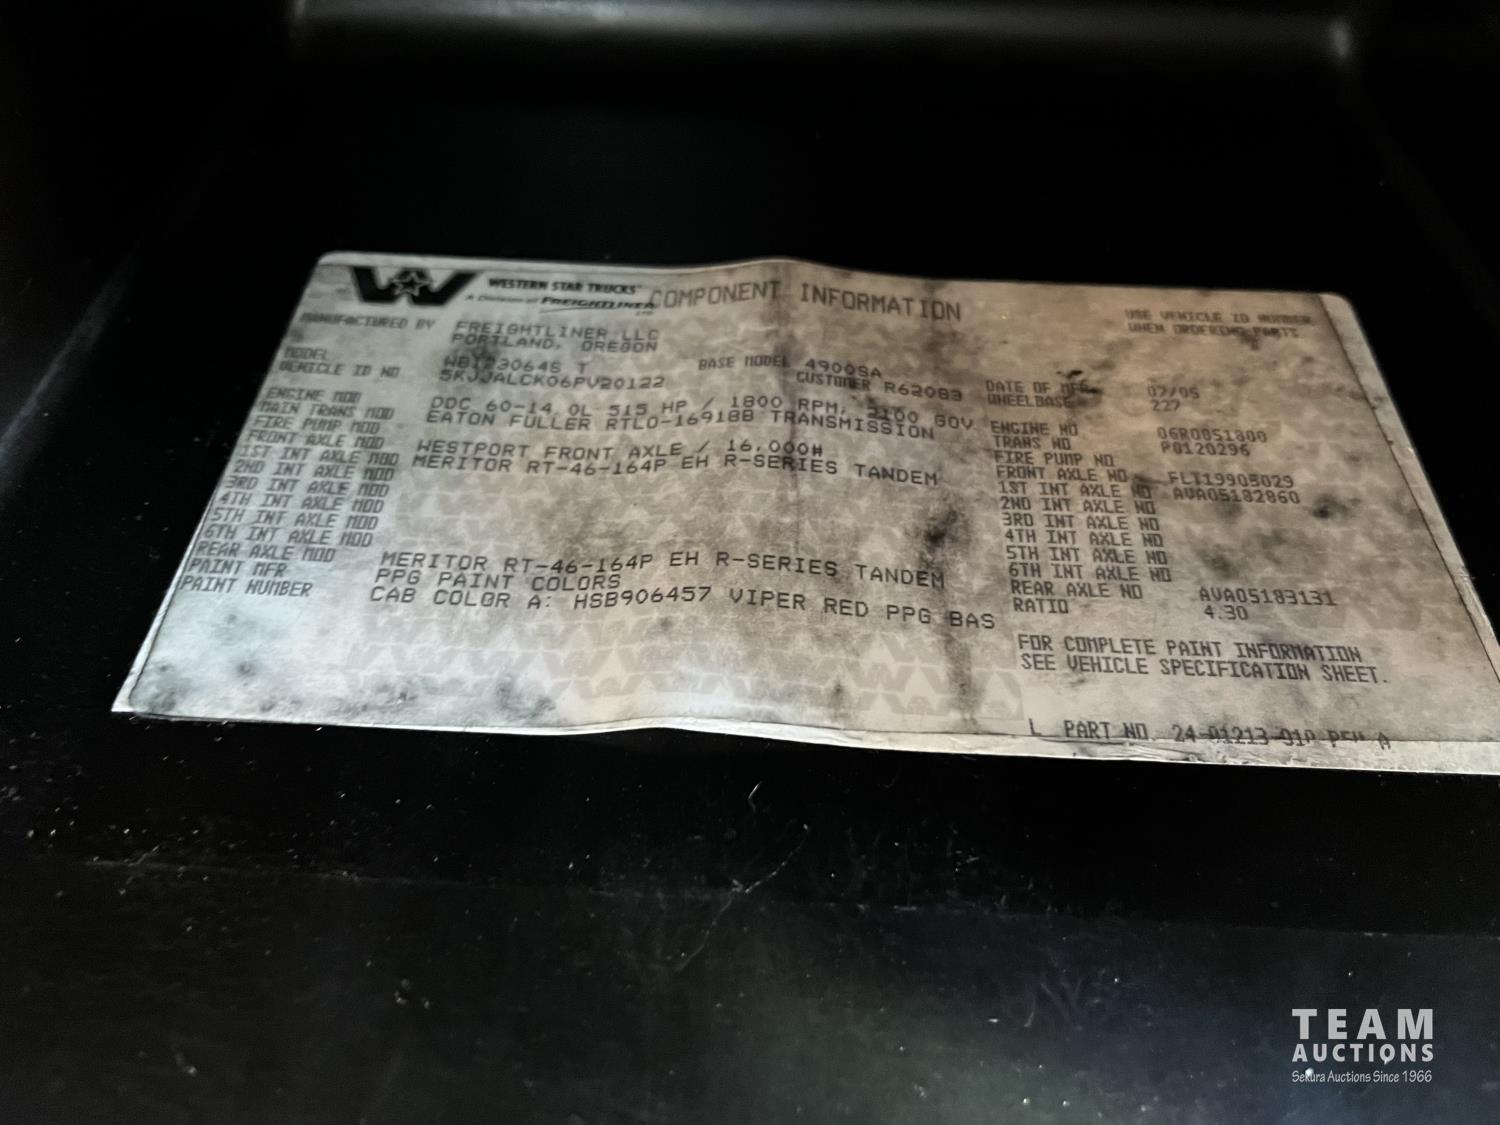 WESTERN STAR TRUCKS
A Division of FREIGHTLINER LTD
COMPONENT INFORMATION
USE VEHICLE ID NUMBER
WHEN ORDERING PARTS
MANUFACTURED BY FREIGHTLINER LLC
PORTLAND, OREGON
MODEL T BASE MODEL 4900SA
VEHICLE ID NO 5KJJALCK06PV20122 CUSTOMER R62083 DATE OF MFG 07/05
WHEELBASE 227
ENGINE MOD DDC 60-14.0L 515 HP / 1800 RPM, 2100 GOV ENGINE NO 06R0851800
MAIN TRANS MOD EATON FULLER RTLO-16918B TRANSMISSION TRANS NO P0120296
FIRE PUMP MOD FIRE PUMP NO
FRONT AXLE MOD WESTPORT FRONT AXLE / 16,000# FRONT AXLE NO FLT19905029
1ST INT AXLE MOD MERITOR RT-46-164P EH R-SERIES TANDEM 1ST INT AXLE NO AVA05182860
2ND INT AXLE MOD 2ND INT AXLE NO
3RD INT AXLE MOD 3RD INT AXLE NO
4TH INT AXLE MOD 4TH INT AXLE NO
5TH INT AXLE MOD 5TH INT AXLE NO
6TH INT AXLE MOD 6TH INT AXLE NO
REAR AXLE MOD MERITOR RT-46-164P EH R-SERIES TANDEM REAR AXLE NO AVA05183131
PAINT MFR PPG PAINT COLORS RATIO 4.30
PAINT NUMBER CAB COLOR A: HSB906457 VIPER RED PPG BAS
FOR COMPLETE PAINT INFORMATION
SEE VEHICLE SPECIFICATION SHEET.
L PART NO 24-01213-010 REV A
TEAM
AUCTIONS
Sekura Auctions Since 1966